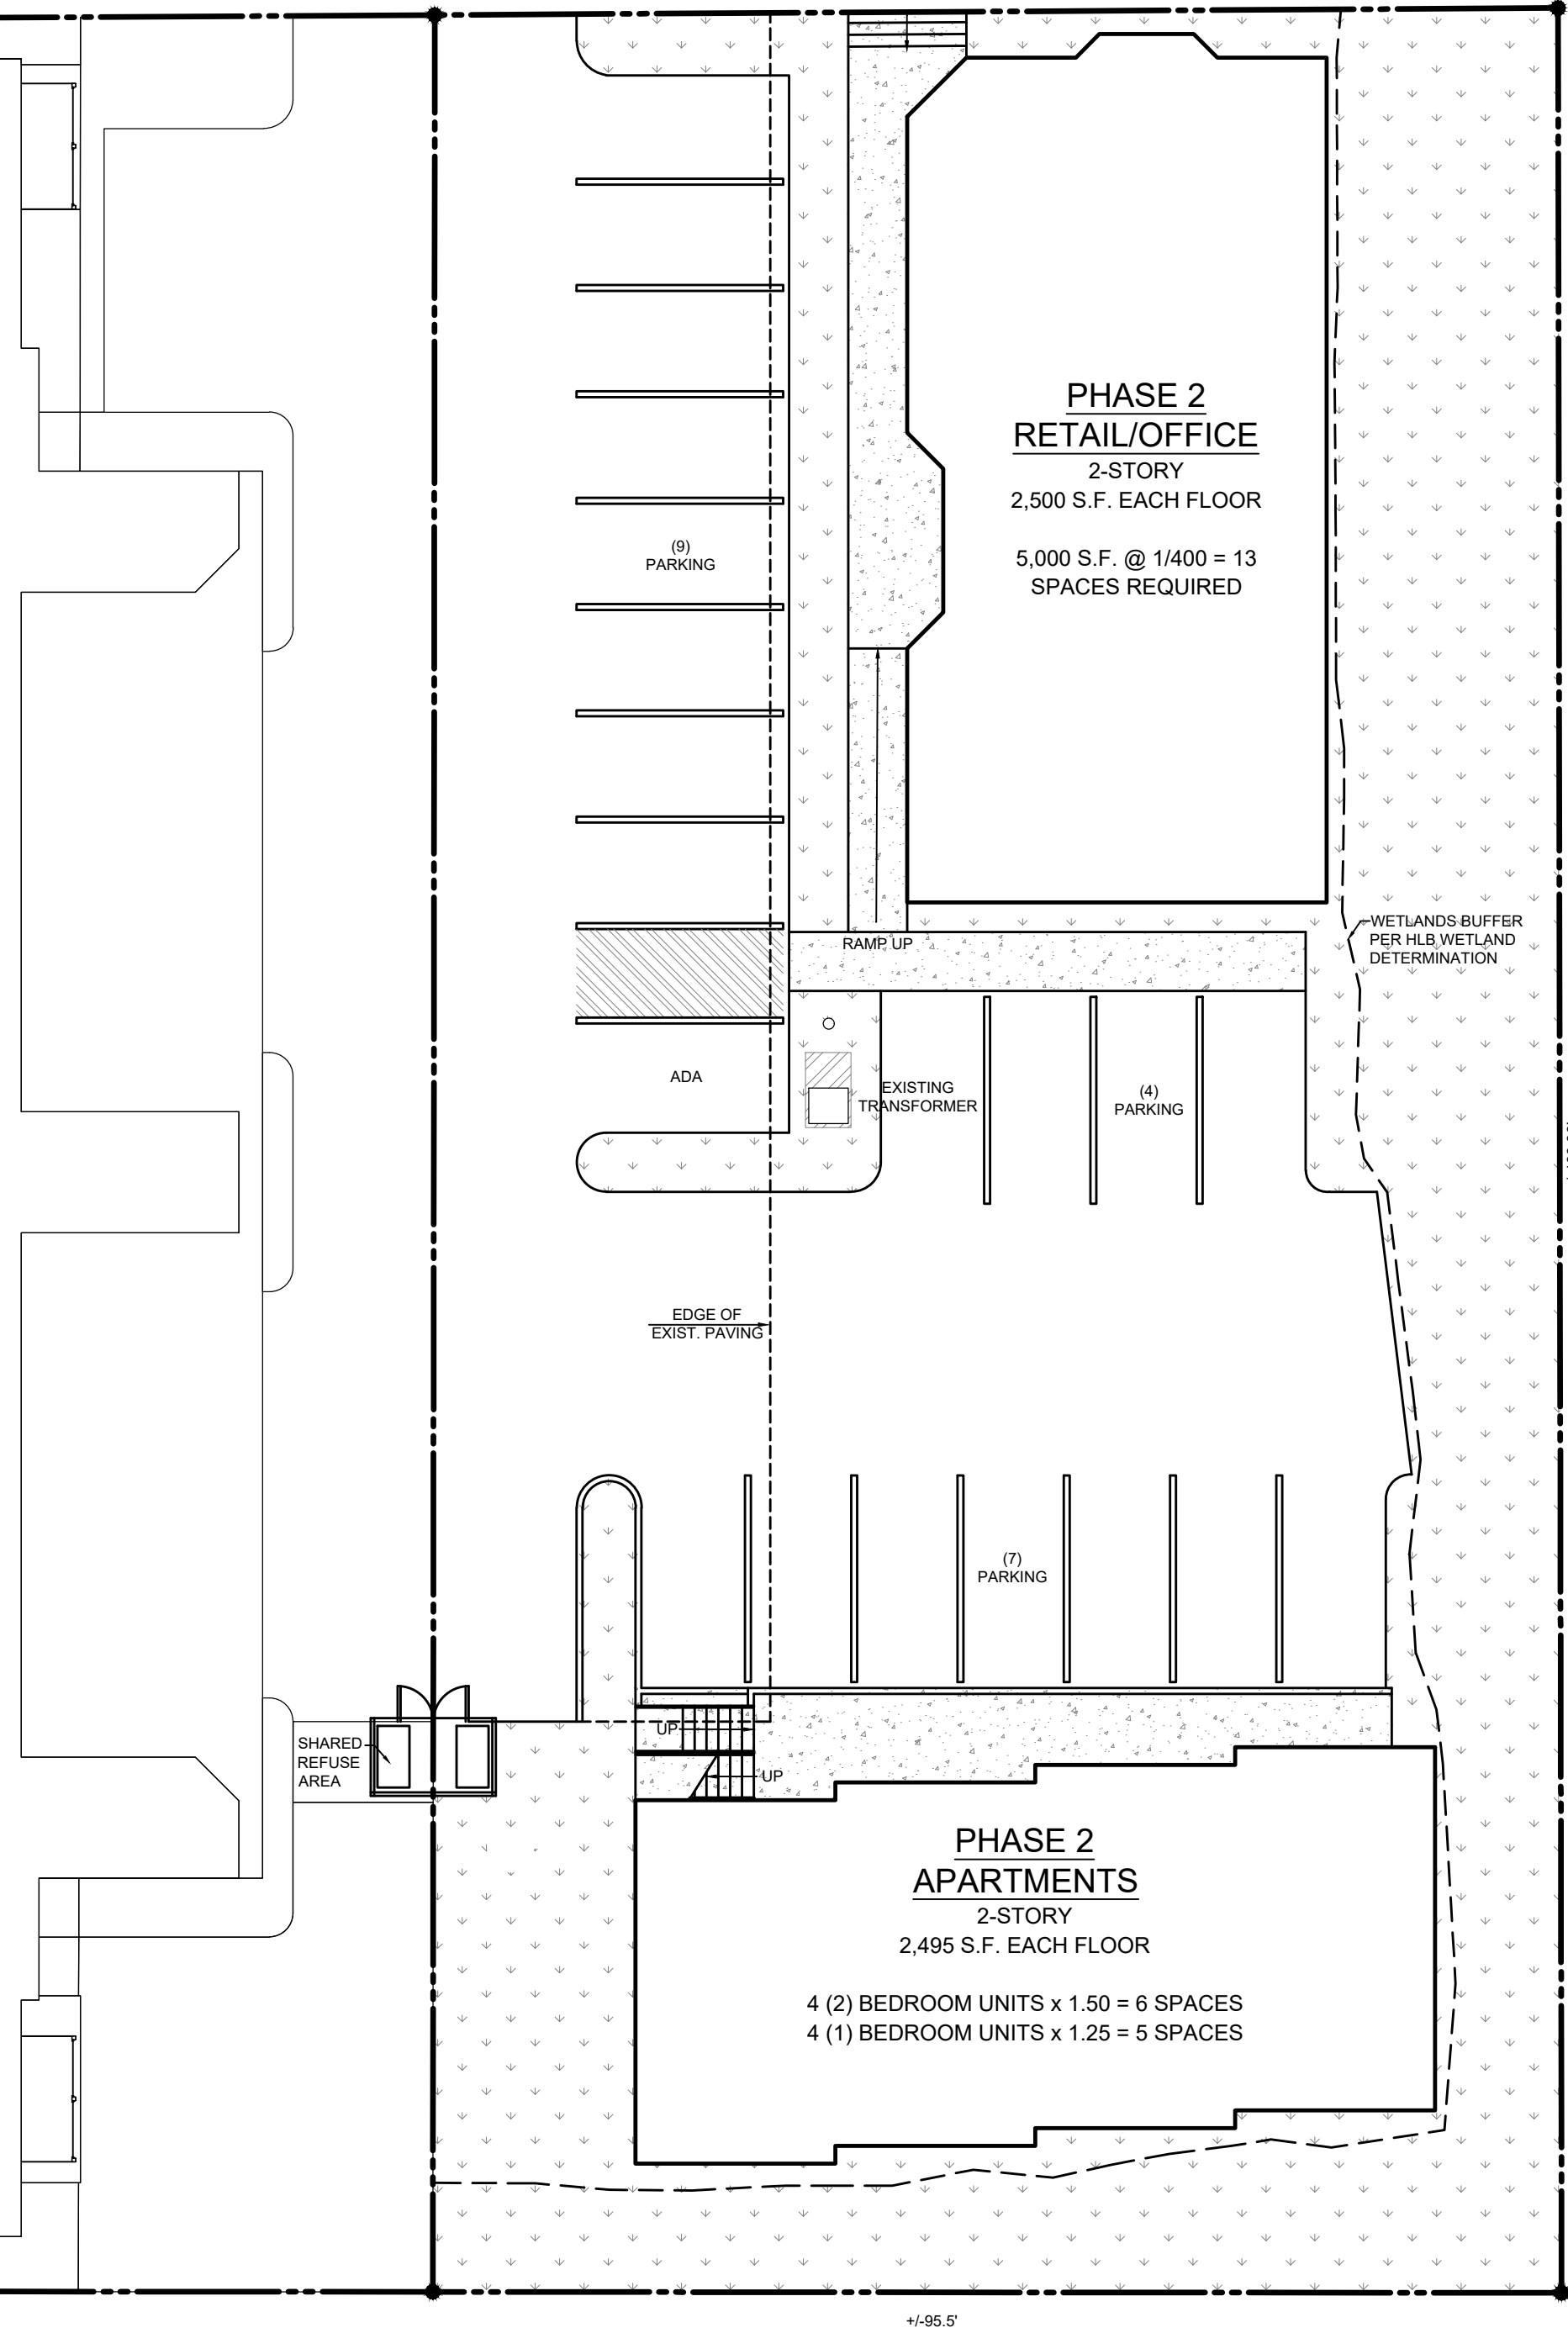 PHASE 2
RETAIL/OFFICE
2-STORY
2,500 S.F. EACH FLOOR
5,000 S.F. @ 1/400 = 13
SPACES REQUIRED
(9)
PARKING
WETLANDS BUFFER
PER HLB WETLAND
DETERMINATION
RAMP UP
ADA
EXISTING
TRANSFORMER
(4)
PARKING
EDGE OF
EXIST. PAVING
(7)
PARKING
UP
UP
SHARED
REFUSE
AREA
PHASE 2
APARTMENTS
2-STORY
2,495 S.F. EACH FLOOR
4 (2) BEDROOM UNITS x 1.50 = 6 SPACES
4 (1) BEDROOM UNITS x 1.25 = 5 SPACES
+/-95.5'